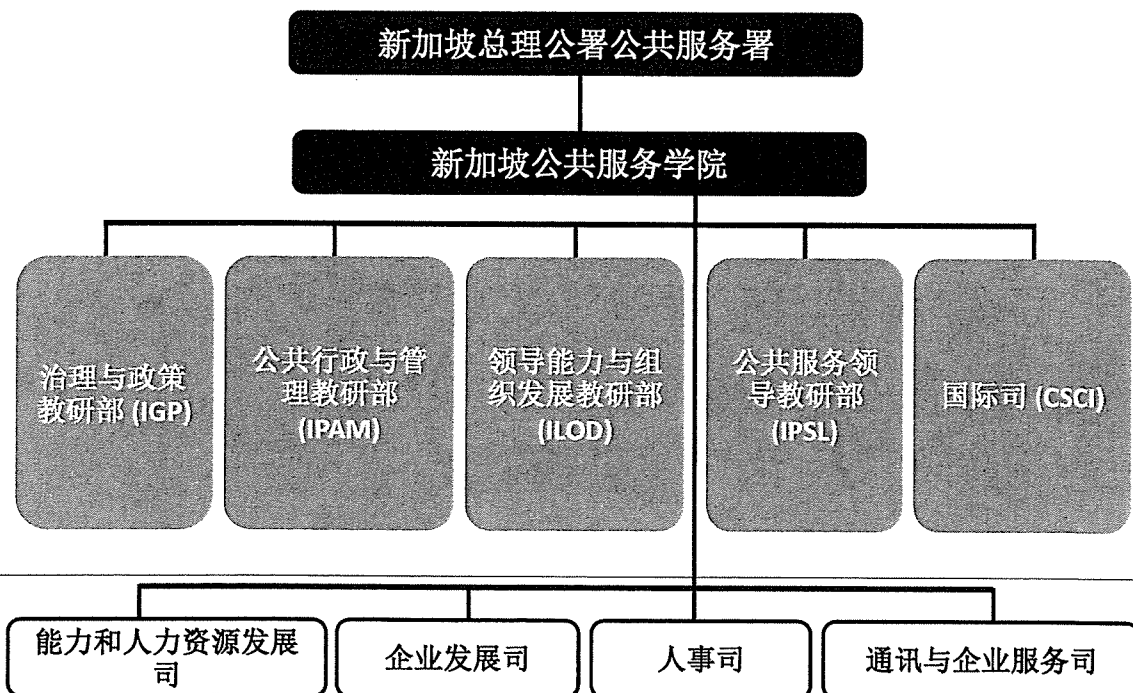 新加坡总理公署公共服务署
新加坡公共服务学院
治理与政策
教研部 (IGP)
公共行政与管
理教研部
(IPAM)
领导能力与组
织发展教研部
(ILOD)
公共服务领
导教研部
(IPSL)
国际司 (CSCI)
能力和人力资源发展
司
企业发展司
人事司
通讯与企业服务司